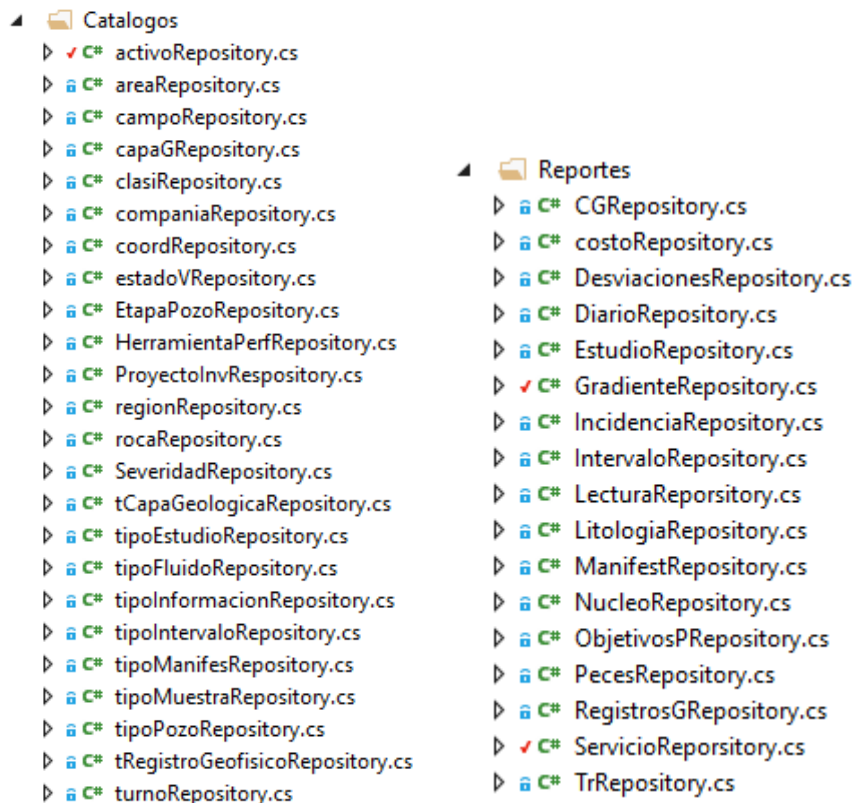 Catalogos
C# activoRepository.cs
C# areaRepository.cs
C# campoRepository.cs
C# capaGRepository.cs
C# clasiRepository.cs
C# companiaRepository.cs
C# coordRepository.cs
C# estadoVRepository.cs
C# EtapaPozoRepository.cs
C# HerramientaPerfRepository.cs
C# ProyectoInvRespository.cs
C# regionRepository.cs
C# rocaRepository.cs
C# SeveridadRepository.cs
C# tCapaGeologicaRepository.cs
C# tipoEstudioRepository.cs
C# tipoFluidoRepository.cs
C# tipoInformacionRepository.cs
C# tipoIntervaloRepository.cs
C# tipoManifesRepository.cs
C# tipoMuestraRepository.cs
C# tipoPozoRepository.cs
C# tRegistroGeofisicoRepository.cs
C# turnoRepository.cs
Reportes
C# CGRepository.cs
C# costoRepository.cs
C# DesviacionesRepository.cs
C# DiarioRepository.cs
C# EstudioRepository.cs
C# GradienteRepository.cs
C# IncidenciaRepository.cs
C# IntervaloRepository.cs
C# LecturaReporsitory.cs
C# LitologiaRepository.cs
C# ManifestRepository.cs
C# NucleoRepository.cs
C# ObjetivosPRepository.cs
C# PecesRepository.cs
C# RegistrosGRepository.cs
C# ServicioReporsitory.cs
C# TrRepository.cs